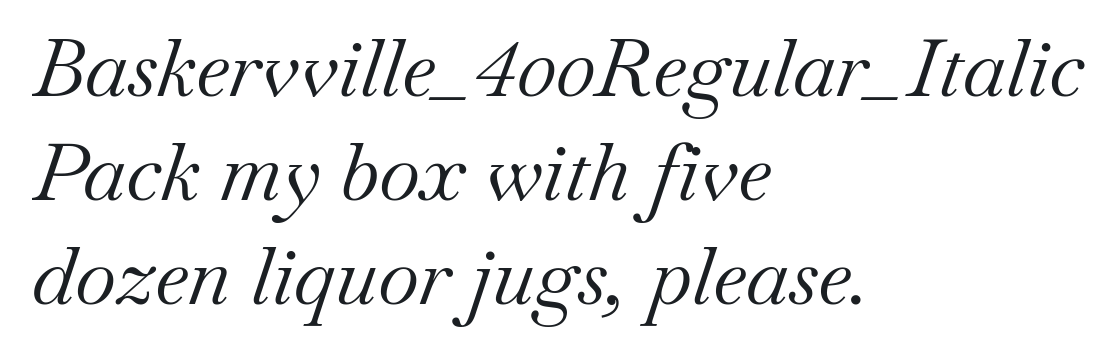 Baskervville_400Regular_Italic
Pack my box with five
dozen liquor jugs, please.